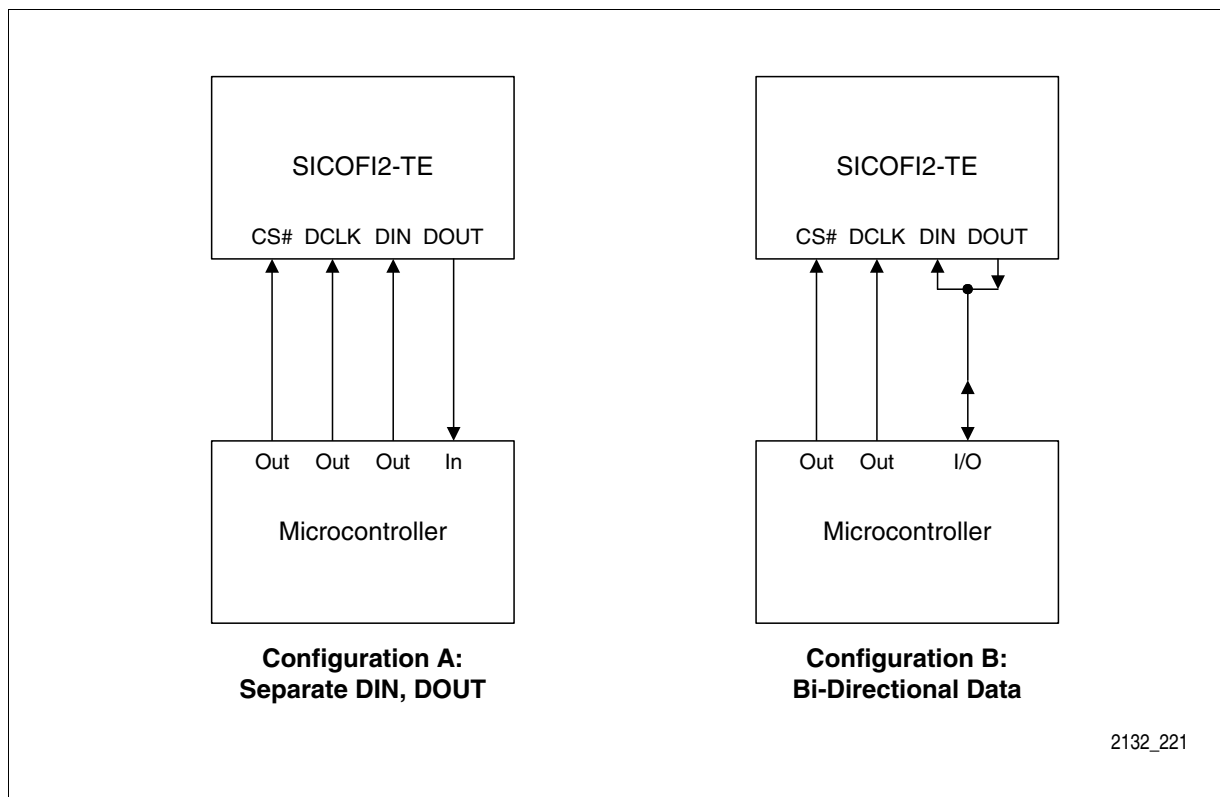 SICOFI2-TE
CS# DCLK DIN DOUT
Out Out Out In
Microcontroller
Configuration A:
Separate DIN, DOUT
SICOFI2-TE
CS# DCLK DIN DOUT
Out Out I/O
Microcontroller
Configuration B:
Bi-Directional Data
2132_221